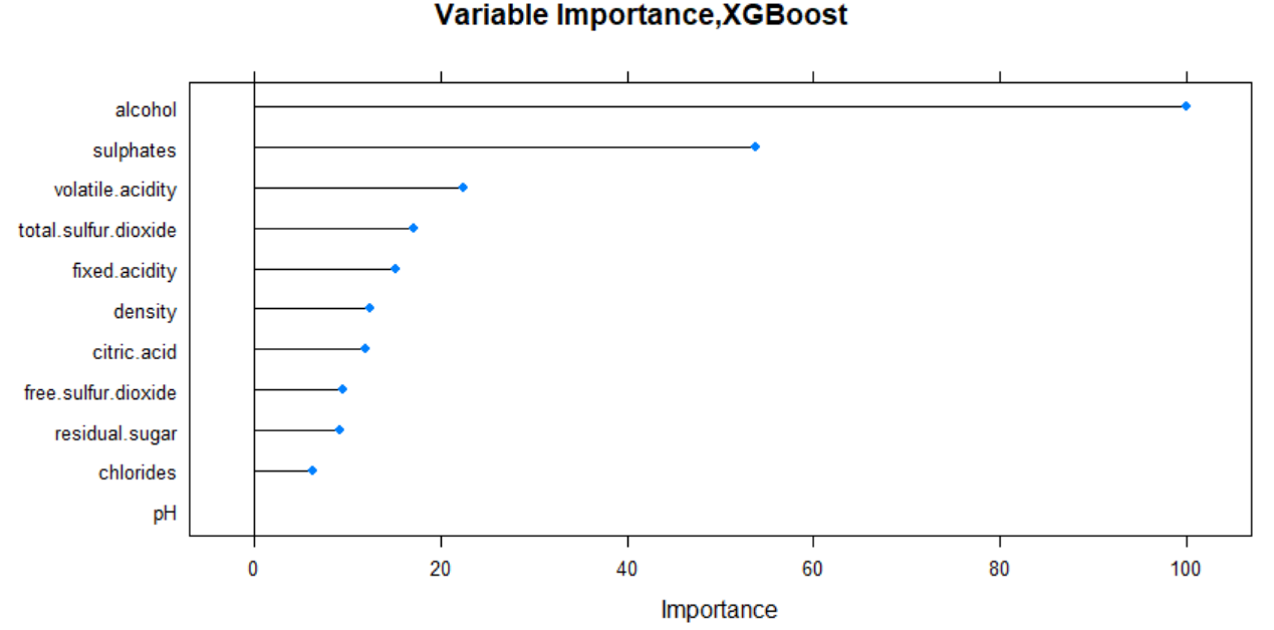 Variable Importance,XGBoost
alcohol
sulphates
volatile.acidity
total.sulfur.dioxide
fixed.acidity
density
citric.acid
free.sulfur.dioxide
residual.sugar
chlorides
pH
0 20 40 60 80 100
Importance